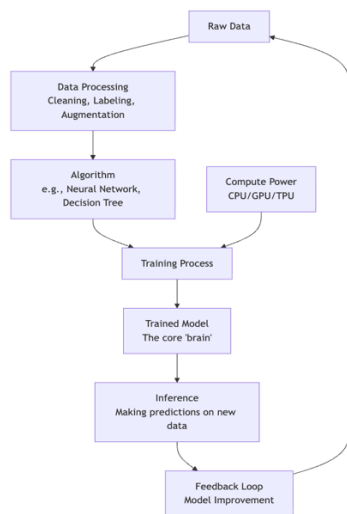 Raw Data
Data Processing
Cleaning, Labeling,
Augmentation
Algorithm
e.g., Neural Network,
Decision Tree
Compute Power
CPU/GPU/TPU
Training Process
Trained Model
The core 'brain'
Inference
Making predictions on new
data
Feedback Loop
Model Improvement